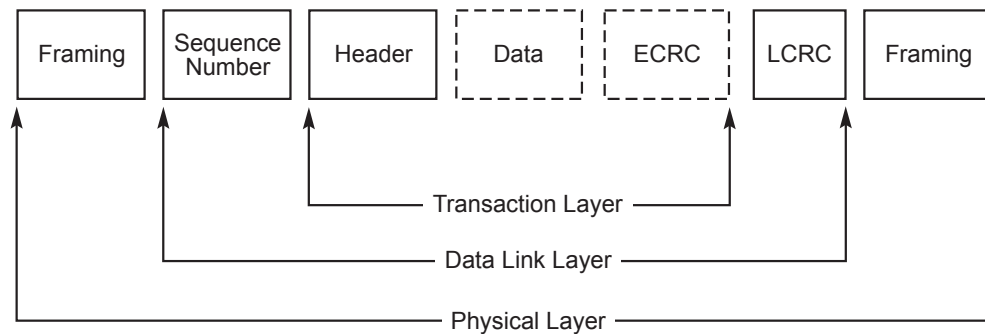 Framing
Sequence
Number
Header
Data
ECRC
LCRC
Framing
Transaction Layer
Data Link Layer
Physical Layer